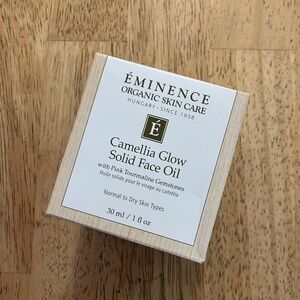 ÉMINENCE
ORGANIC SKIN CARE
HUNGARY • SINCE 1958
É
Camellia Glow
Solid Face Oil
with Pink Tourmaline Gemstones
Huile solide pour le visage au camélia
Normal to Dry Skin Types
30 ml / 1 fl oz